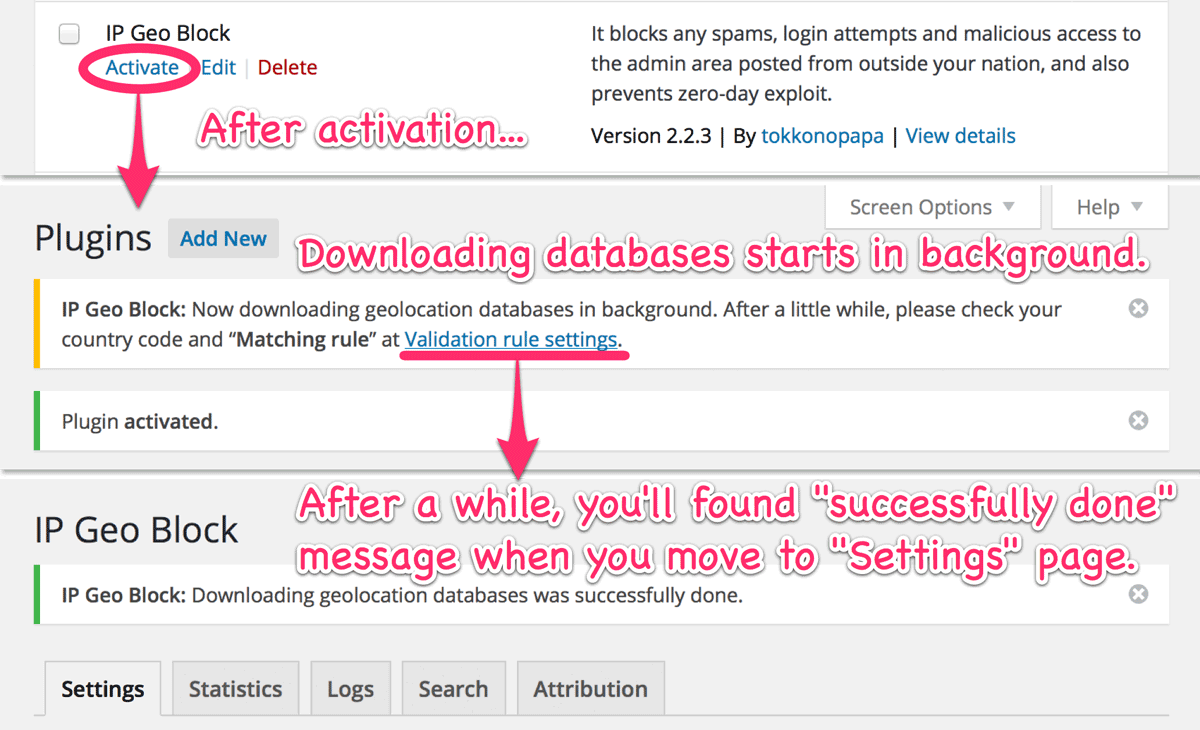 IP Geo Block
Activate Edit | Delete
It blocks any spams, login attempts and malicious access to
the admin area posted from outside your nation, and also
prevents zero-day exploit.
Version 2.2.3 | By tokkonopapa | View details
After activation...
Screen Options
Help
Plugins
Add New
Downloading databases starts in background.
IP Geo Block: Now downloading geolocation databases in background. After a little while, please check your
country code and “Matching rule” at Validation rule settings.
Plugin activated.
After a while, you'll found "successfully done"
message when you move to "Settings" page.
IP Geo Block
IP Geo Block: Downloading geolocation databases was successfully done.
Settings
Statistics
Logs
Search
Attribution